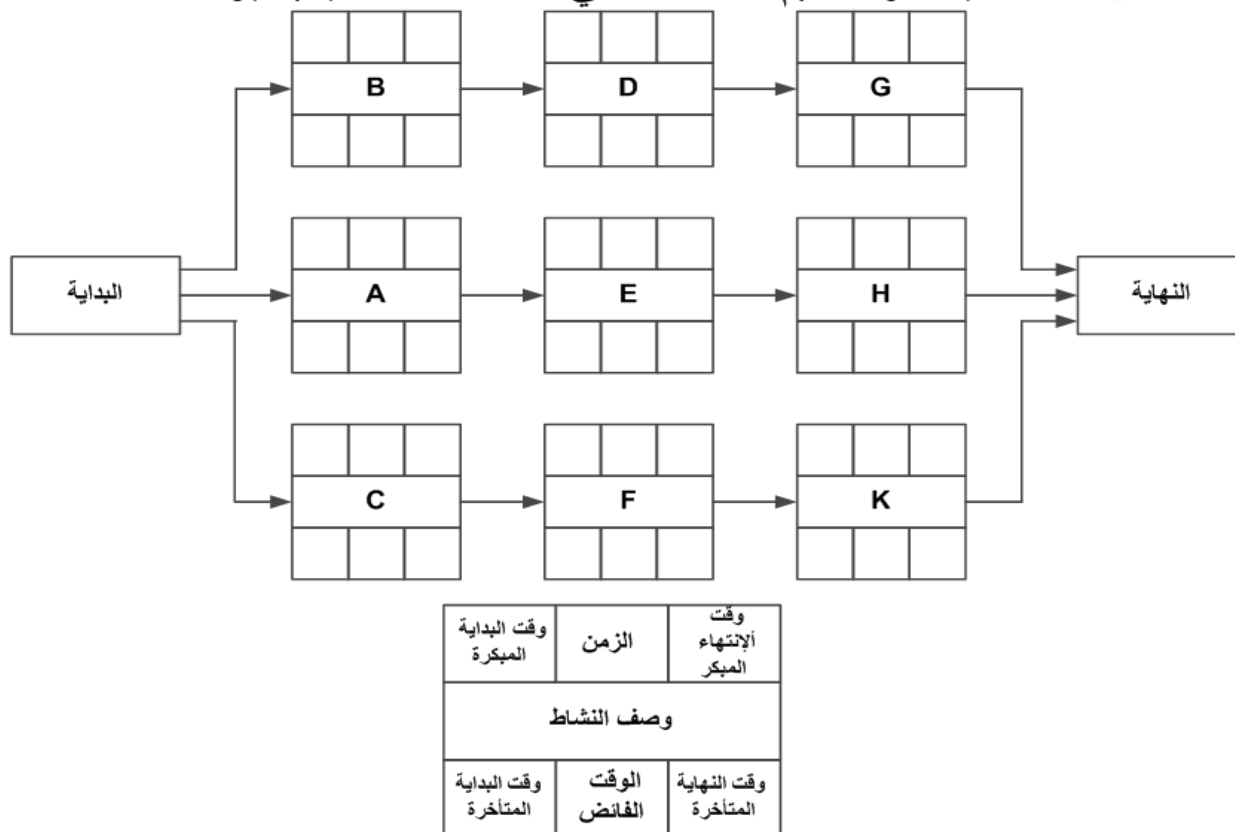 B
D
G
البداية
A
E
H
النهاية
C
F
K
وقت البداية
المبكرة
الزمن
وقت
ألإنتهاء
المبكر
وصف النشاط
وقت البداية
المتأخرة
الوقت
الفائض
وقت النهاية
المتأخرة